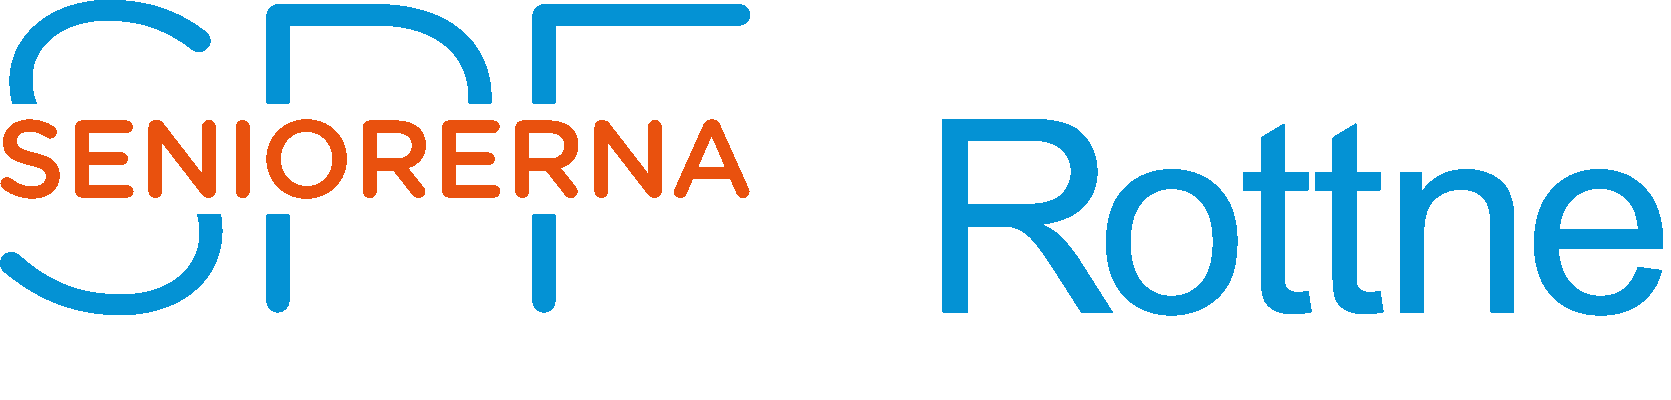 SPF
SENIORERNA
Rottne